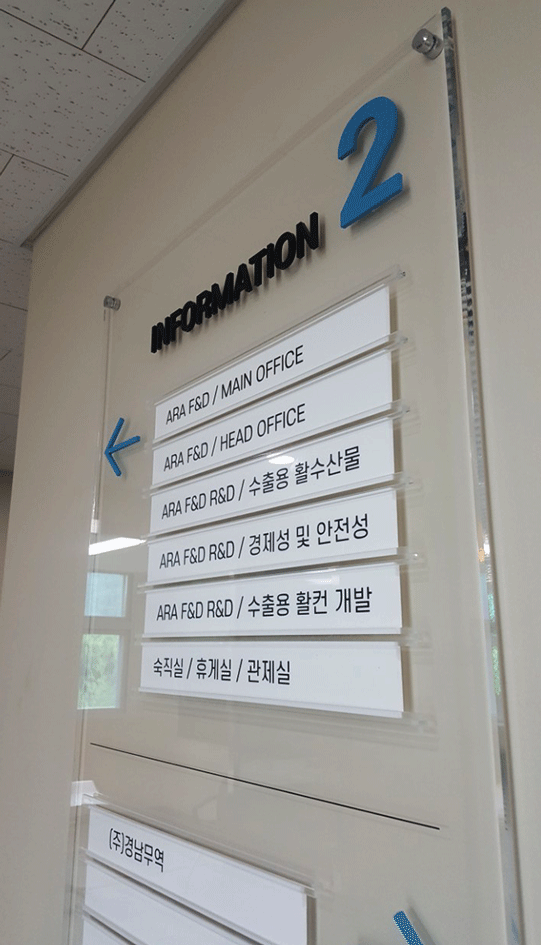 2
INFORMATION
ARA F&D / MAIN OFFICE
ARA F&D / HEAD OFFICE
ARA F&D R&D / 수출용 활수산물
ARA F&D R&D / 경제성 및 안전성
ARA F&D R&D / 수출용 활컨 개발
숙직실 / 휴게실 / 관제실
(주)경남무역